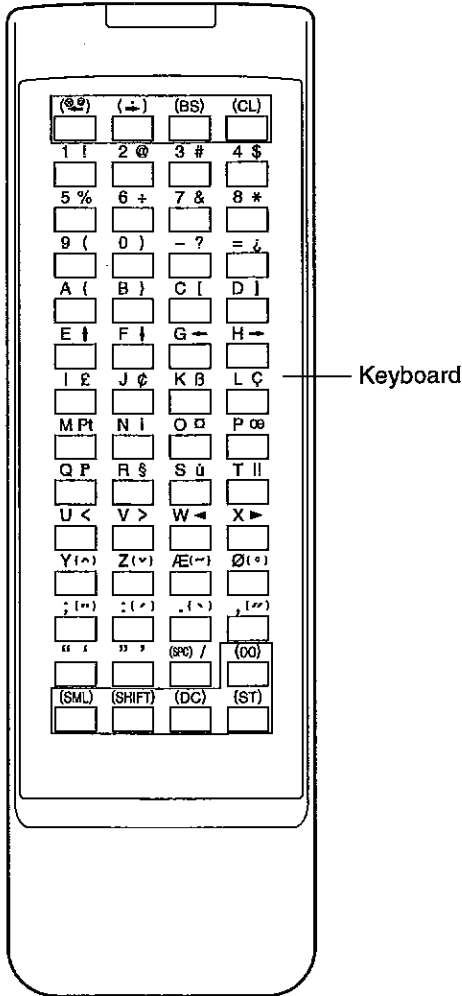 (÷) (BS) (CL)
1 ! 2 @ 3 # 4 $
5 % 6 + 7 & 8 *
9 ( 0 ) – ? = ¿
A { B } C [ D ]
E ⬆ F ⬇ G ← H →
I £ J ¢ K ß L Ç
M Pt N i O ¤ P œ
Q ₽ R § S ù T ||
U < V > W ◄ X ►
Y(^) Z(ˇ) Æ(~) Ø(°)
;(¨) :(´) .(`) ,(˝)
“ ‘ ” ’ (SPC) / (00)
(SML) (SHIFT) (DC) (ST)
Keyboard